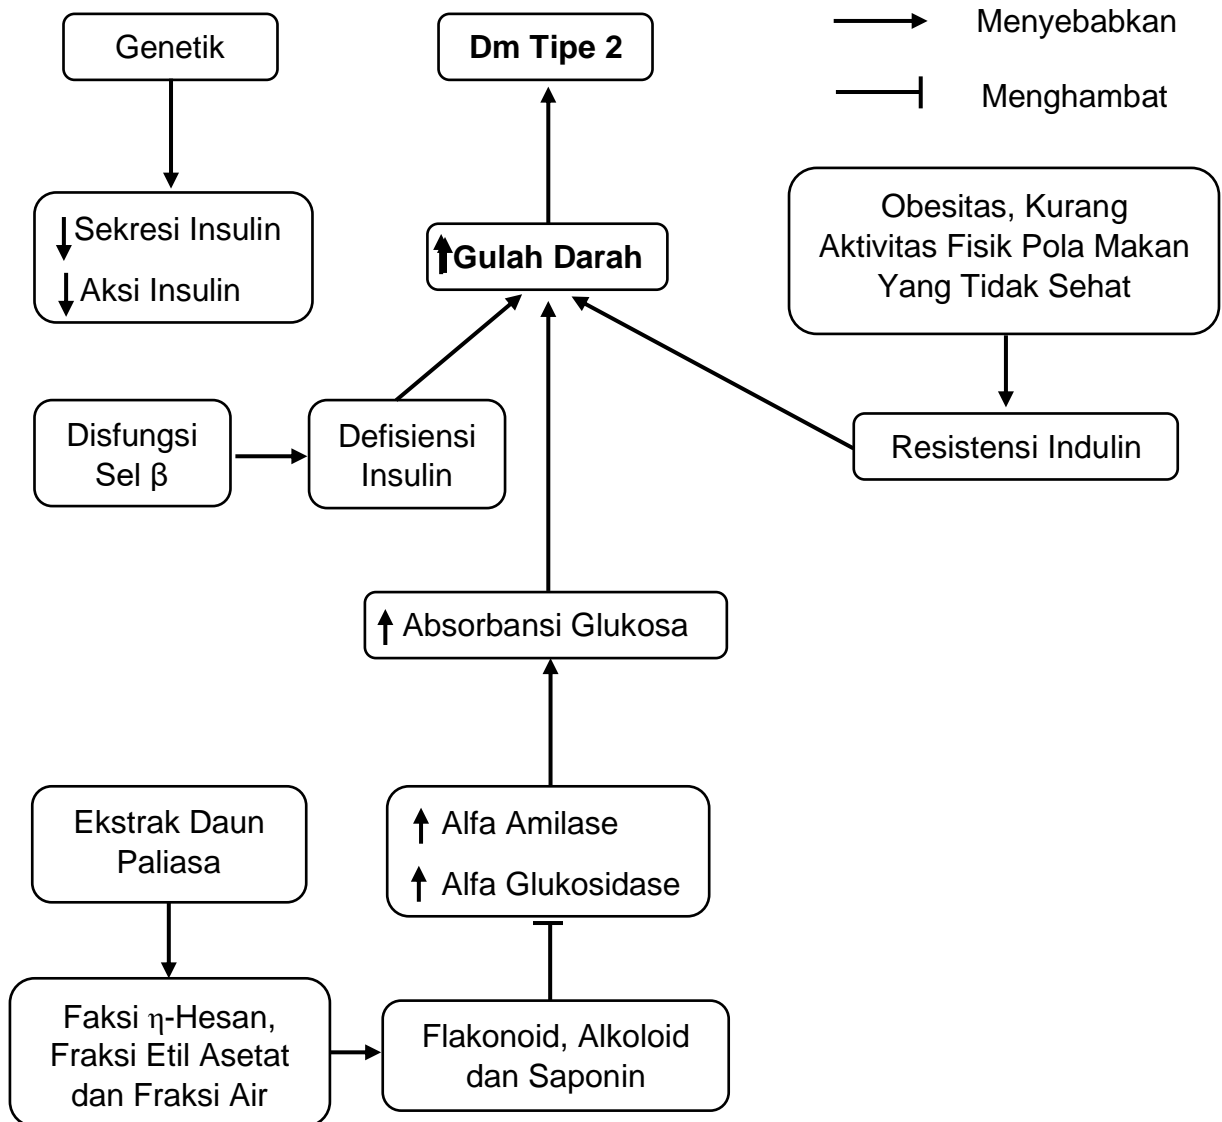 Genetik
Dm Tipe 2
Menyebabkan
Menghambat
Sekresi Insulin
Aksi Insulin
Gulah Darah
Obesitas, Kurang
Aktivitas Fisik Pola Makan
Yang Tidak Sehat
Disfungsi
Sel β
Defisiensi
Insulin
Resistensi Indulin
Absorbansi Glukosa
Ekstrak Daun
Paliasa
Alfa Amilase
Alfa Glukosidase
Faksi η-Hesan,
Fraksi Etil Asetat
dan Fraksi Air
Flakonoid, Alkoloid
dan Saponin